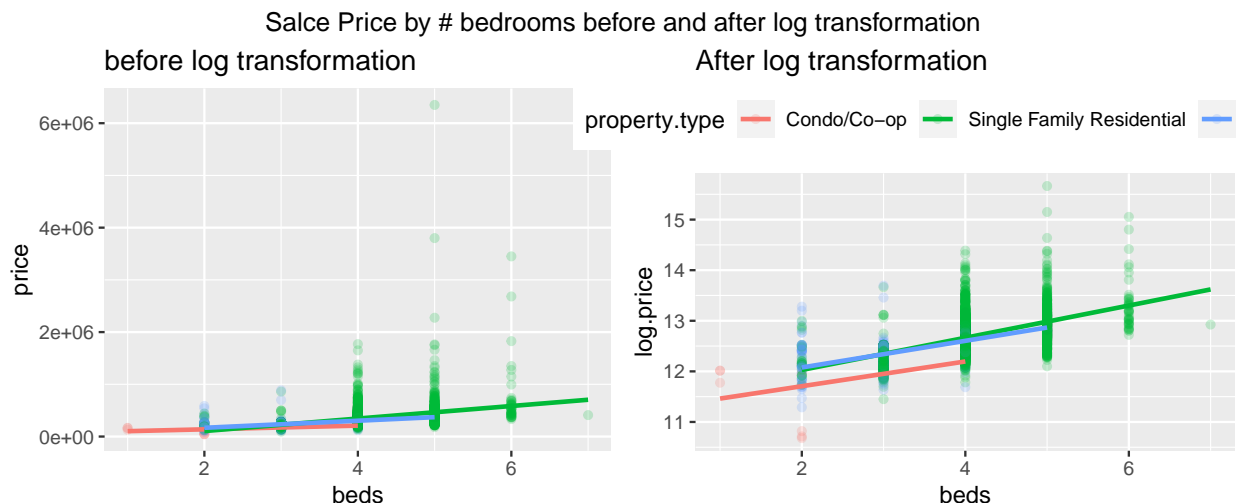 Salce Price by # bedrooms before and after log transformation
before log transformation
After log transformation
property.type Condo/Co−op Single Family Residential
6e+06
4e+06
2e+06
0e+00
price
2 4 6
beds
15
14
13
12
11
log.price
2 4 6
beds